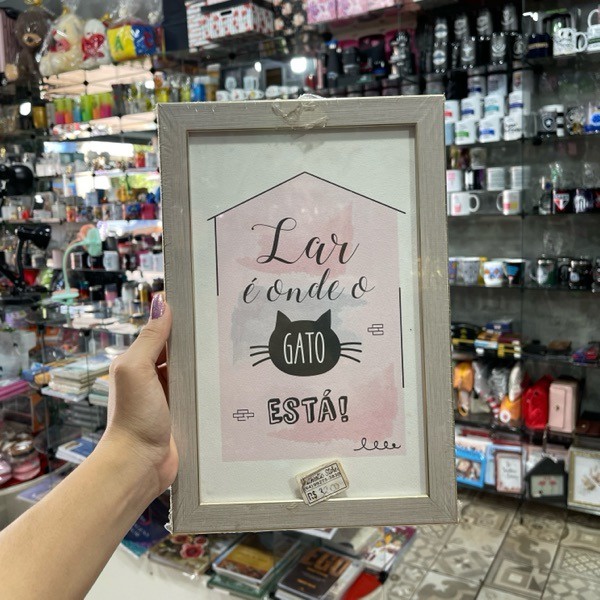 Lar
é onde o
GATO
ESTÁ!
R$